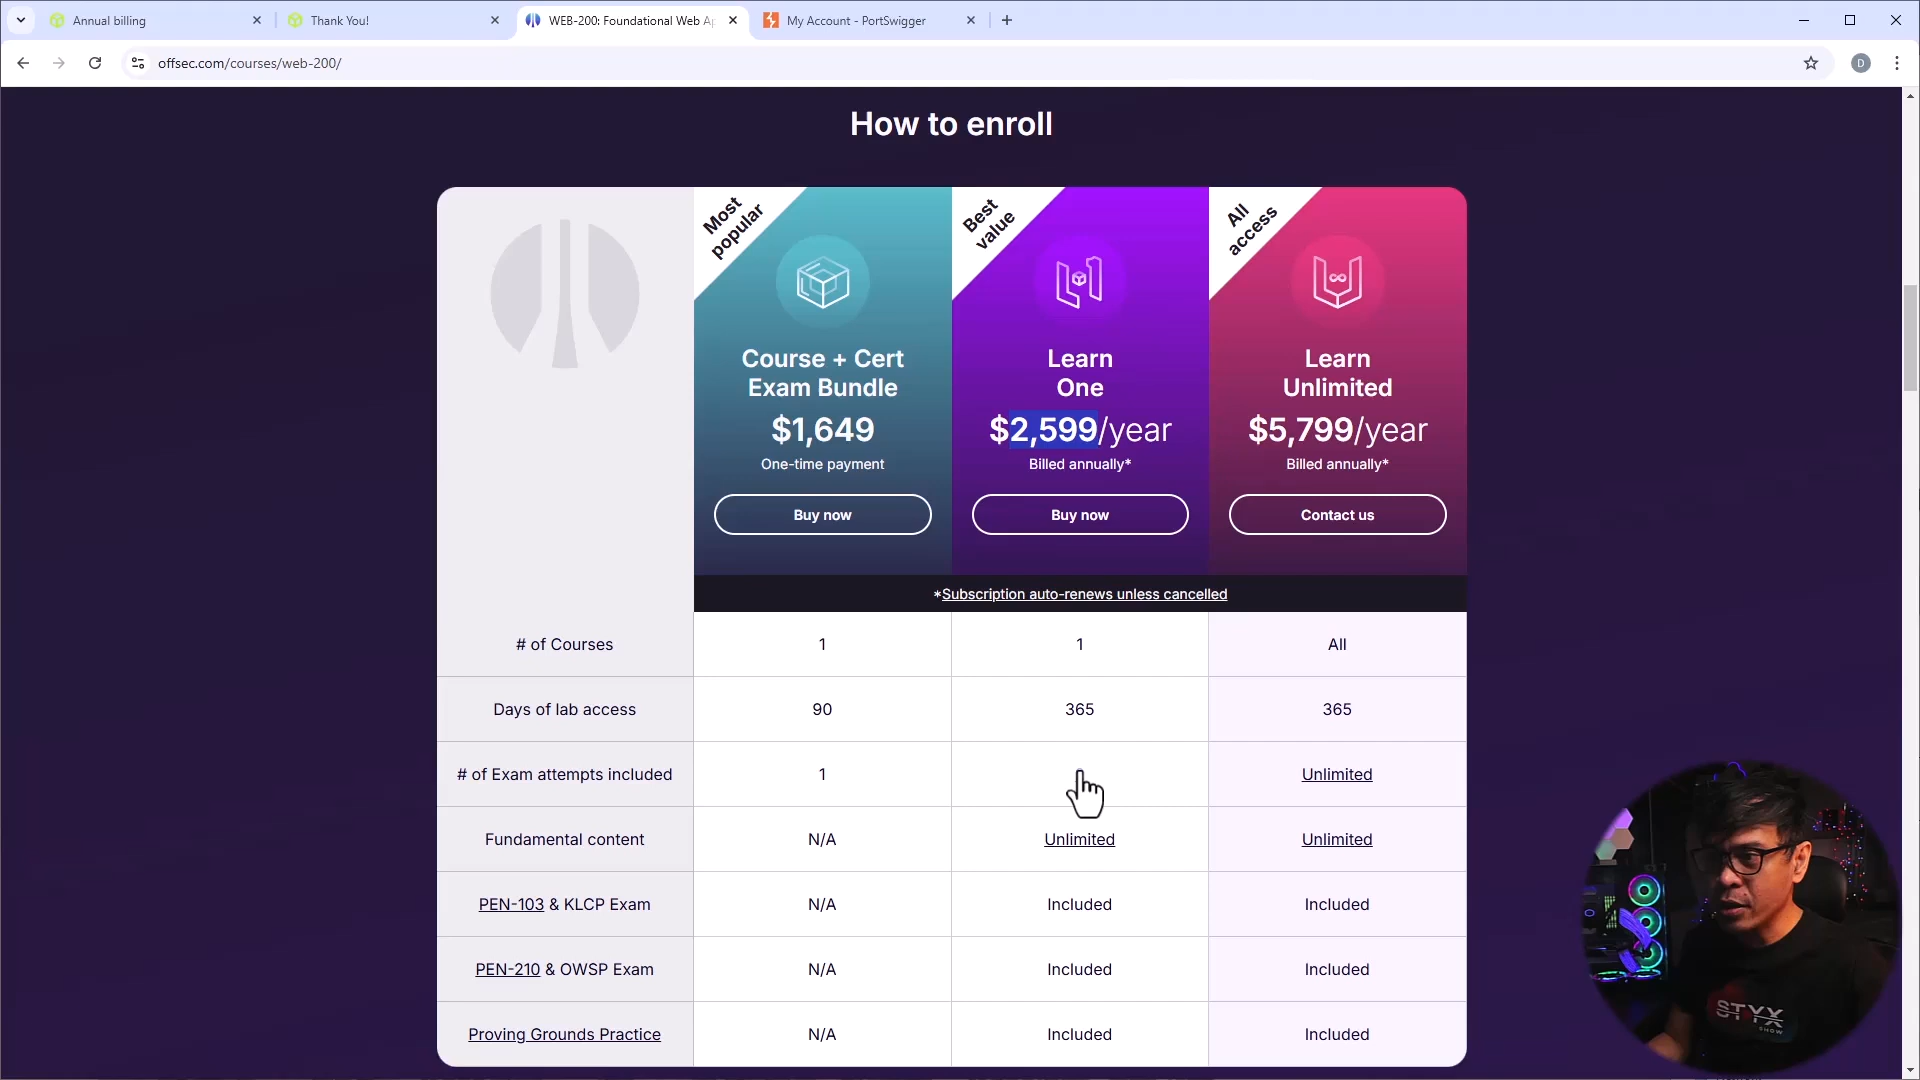 Annual billing
Thank You!
WEB-200: Foundational Web Ap
My Account - PortSwigger
offsec.com/courses/web-200/
D
How to enroll
Most popular
Best value
All access
Course + Cert Exam Bundle
Learn One
Learn Unlimited
$1,649
$2,599/year
$5,799/year
One-time payment
Billed annually*
Billed annually*
Buy now
Buy now
Contact us
*Subscription auto-renews unless cancelled
# of Courses
1
1
All
Days of lab access
90
365
365
# of Exam attempts included
1
Unlimited
Fundamental content
N/A
Unlimited
Unlimited
PEN-103 & KLCP Exam
N/A
Included
Included
PEN-210 & OWSP Exam
N/A
Included
Included
Proving Grounds Practice
N/A
Included
Included
STYX
SHOW